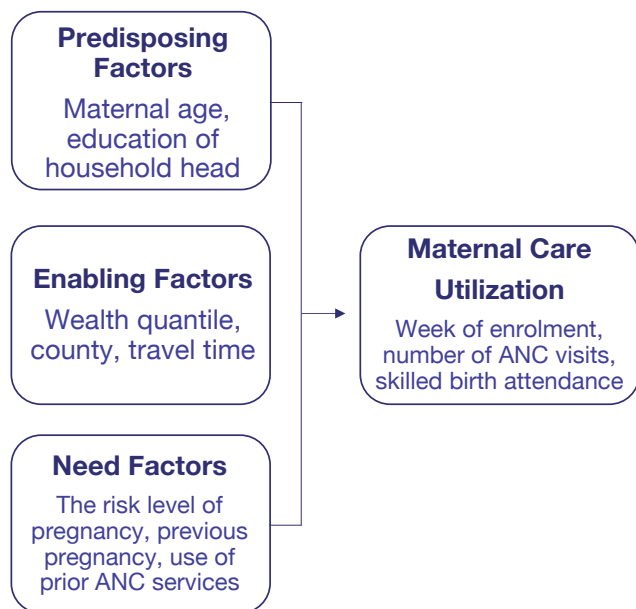 Predisposing
Factors
Maternal age,
education of
household head
Enabling Factors
Wealth quantile,
county, travel time
Need Factors
The risk level of
pregnancy, previous
pregnancy, use of
prior ANC services
Maternal Care
Utilization
Week of enrolment,
number of ANC visits,
skilled birth attendance